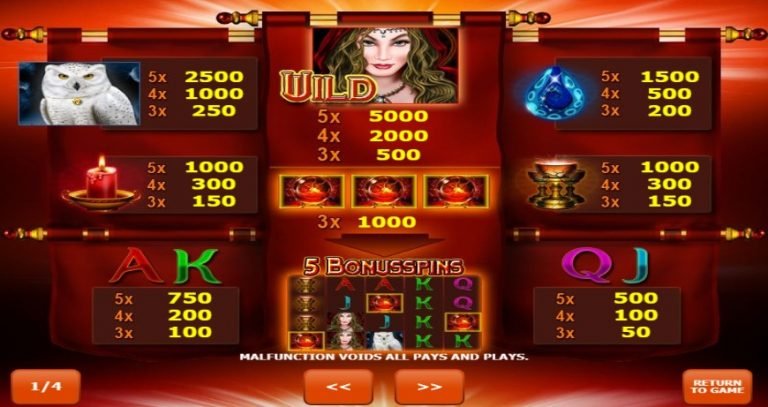 5x 2500
4x 1000
3x 250
WILD
5x 5000
4x 2000
3x 500
5x 1500
4x 500
3x 200
5x 1000
4x 300
3x 150
3x 1000
5x 1000
4x 300
3x 150
A K
5x 750
4x 200
3x 100
5 BONUSSPINS
A A K Q
J K Q
K
K K
Q J
5x 500
4x 100
3x 50
MALFUNCTION VOIDS ALL PAYS AND PLAYS.
1/4
<<
>>
RETURN
TO GAME